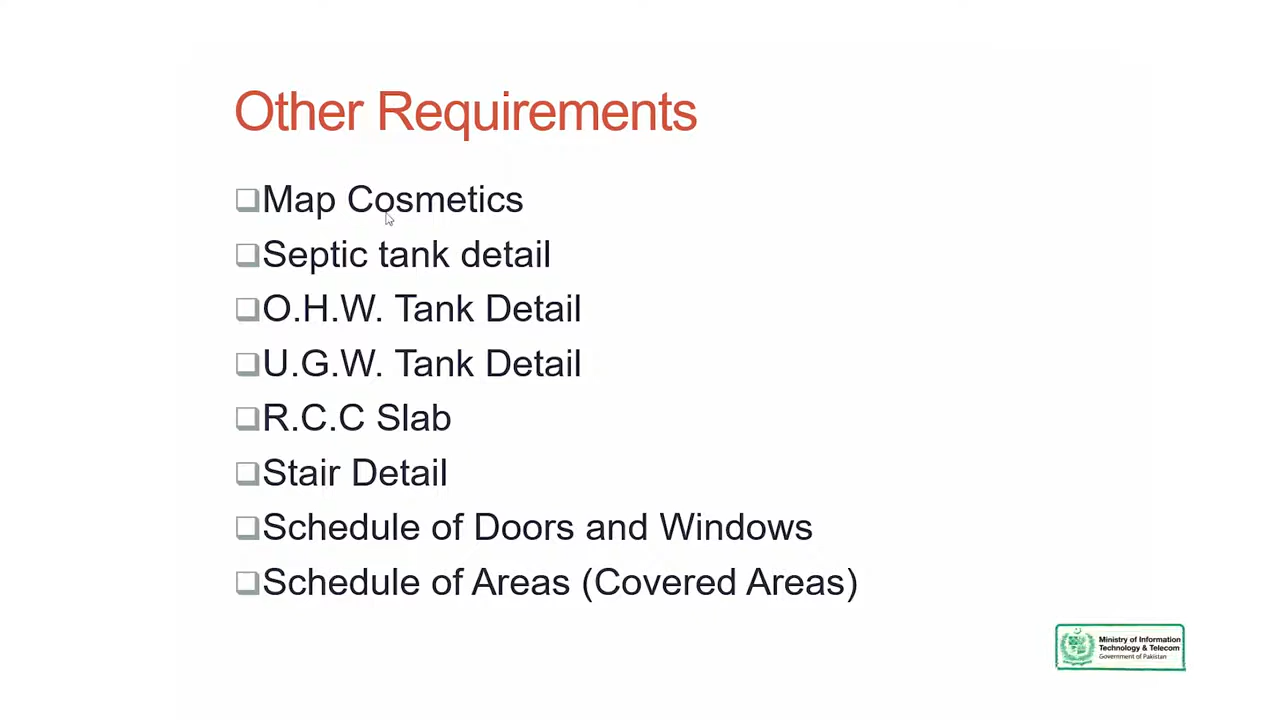 Other Requirements
Map Cosmetics
Septic tank detail
O.H.W. Tank Detail
U.G.W. Tank Detail
R.C.C Slab
Stair Detail
Schedule of Doors and Windows
Schedule of Areas (Covered Areas)
Ministry of Information
Technology & Telecom
Government of Pakistan